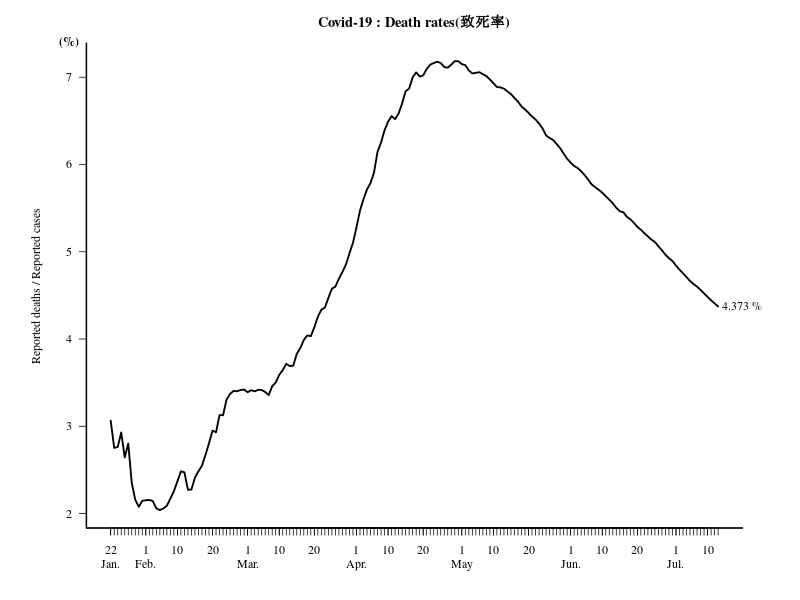 Covid-19 : Death rates(致死率)
(%)
7
6
5
4
3
2
Reported deaths / Reported cases
4.373 %
22 1 10 20 1 10 20 1 10 20 1 10 20 1 10 20 1 10
Jan. Feb. Mar. Apr. May Jun. Jul.